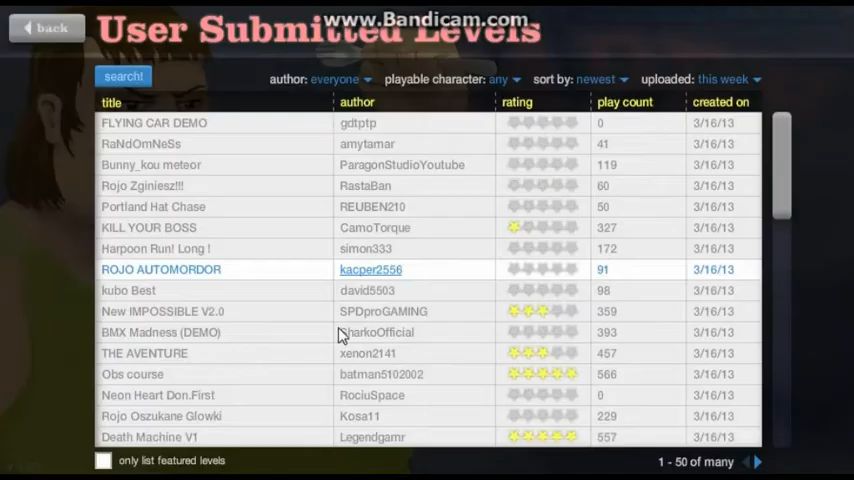 www.Bandicam.com
back
User Submitted Levels
search!
author: everyone playable character: any sort by: newest uploaded: this week
title author rating play count created on
FLYING CAR DEMO gdtptp 0 3/16/13
RaNdOmNeSs amytamar 41 3/16/13
Bunny_kou meteor ParagonStudioYoutube 119 3/16/13
Rojo Zginiesz!!! RastaBan 60 3/16/13
Portland Hat Chase REUBEN210 50 3/16/13
KILL YOUR BOSS CamoTorque 327 3/16/13
Harpoon Run! Long ! simon333 172 3/16/13
ROJO AUTOMORDOR kacper2556 91 3/16/13
kubo Best david5503 98 3/16/13
New IMPOSSIBLE V2.0 SPDproGAMING 359 3/16/13
BMX Madness (DEMO) SharkoOfficial 393 3/16/13
THE AVENTURE xenon2141 457 3/16/13
Obs course batman5102002 566 3/16/13
Neon Heart Don.First RociuSpace 0 3/16/13
Rojo Oszukane Glowki Kosa11 229 3/16/13
Death Machine V1 Legendgamr 557 3/16/13
only list featured levels 1 - 50 of many